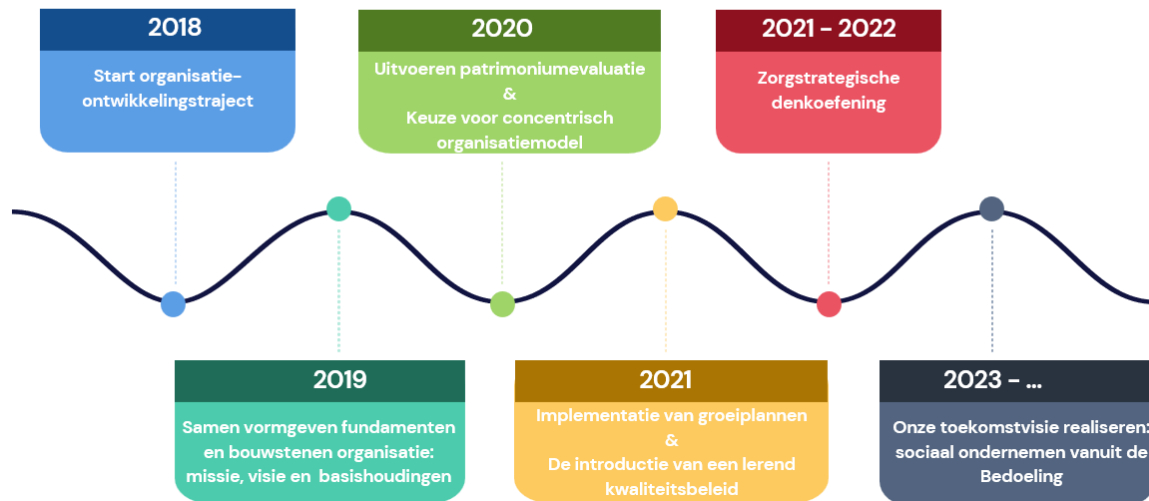 2018
Start organisatie-
ontwikkelingstraject
2019
Samen vormgeven fundamenten
en bouwstenen organisatie:
missie, visie en basishoudingen
2020
Uitvoeren patrimoniumevaluatie
&
Keuze voor concentrisch
organisatiemodel
2021
Implementatie van groeiplannen
&
De introductie van een lerend
kwaliteitsbeleid
2021 - 2022
Zorgstrategische
denkoefening
2023 - ...
Onze toekomstvisie realiseren:
sociaal ondernemen vanuit de
Bedoeling